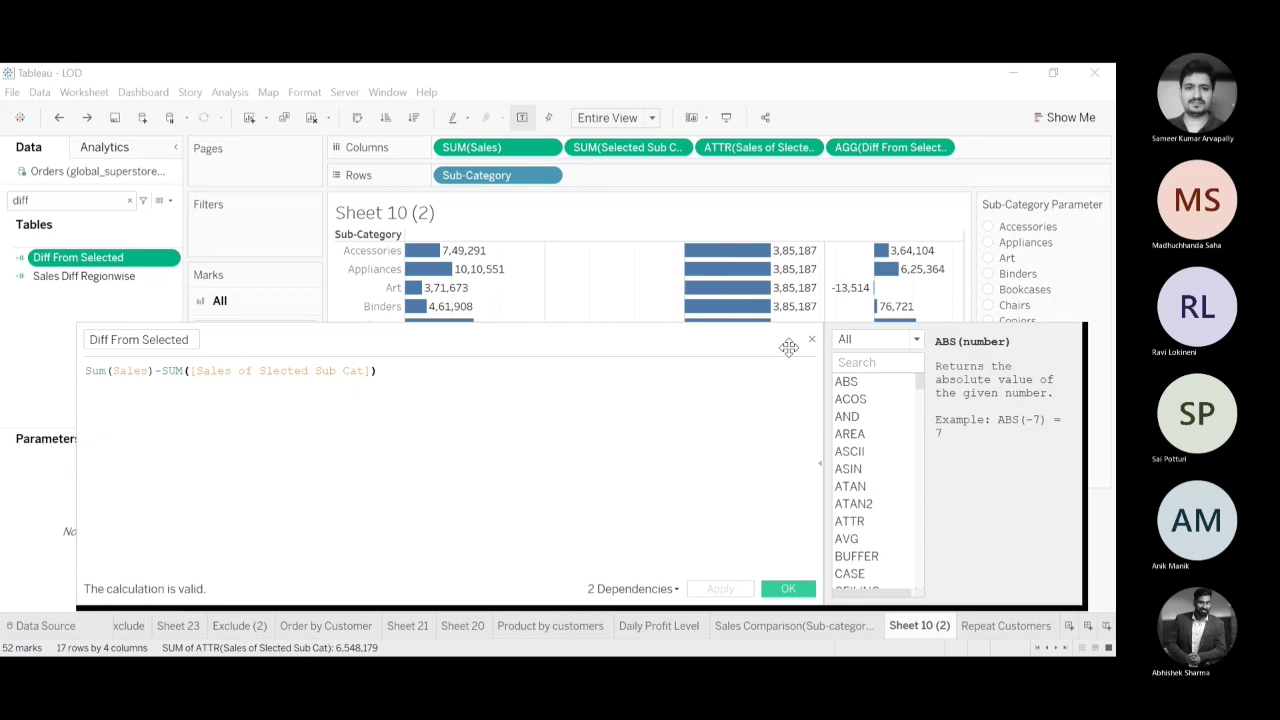 Tableau - LOD
File Data Worksheet Dashboard Story Analysis Map Format Server Window Help
Entire View
Show Me
Data Analytics
Orders (global_superstore...
diff
Tables
Diff From Selected
Sales Diff Regionwise
Parameters
No
Pages
Filters
Marks
All
Columns SUM(Sales) SUM(Selected Sub C.. ATTR(Sales of Slecte.. AGG(Diff From Select..
Rows Sub-Category
Sheet 10 (2)
Sub-Category
Accessories 7,49,291 3,85,187 3,64,104
Appliances 10,10,551 3,85,187 6,25,364
Art 3,71,673 3,85,187 -13,514
Binders 4,61,908 3,85,187 76,721
Sub-Category Parameter
Accessories
Appliances
Art
Binders
Bookcases
Chairs
Copiers
Diff From Selected
Sum(Sales)-SUM([Sales of Slected Sub Cat])
The calculation is valid.
2 Dependencies
Apply
OK
All
Search
ABS
ACOS
AND
AREA
ASCII
ASIN
ATAN
ATAN2
ATTR
AVG
BUFFER
CASE
CEILING
ABS(number)
Returns the
absolute value of
the given number.
Example: ABS(-7) =
7
Data Source xclude Sheet 23 Exclude (2) Order by Customer Sheet 21 Sheet 20 Product by customers Daily Profit Level Sales Comparison(Sub-categor... Sheet 10 (2) Repeat Customers
52 marks 17 rows by 4 columns SUM of ATTR(Sales of Slected Sub Cat): 6,548,179
Sameer Kumar Arvapally
MS
Madhuchhanda Saha
RL
Ravi Lokineni
SP
Sai Potturi
AM
Anik Manik
Abhishek Sharma